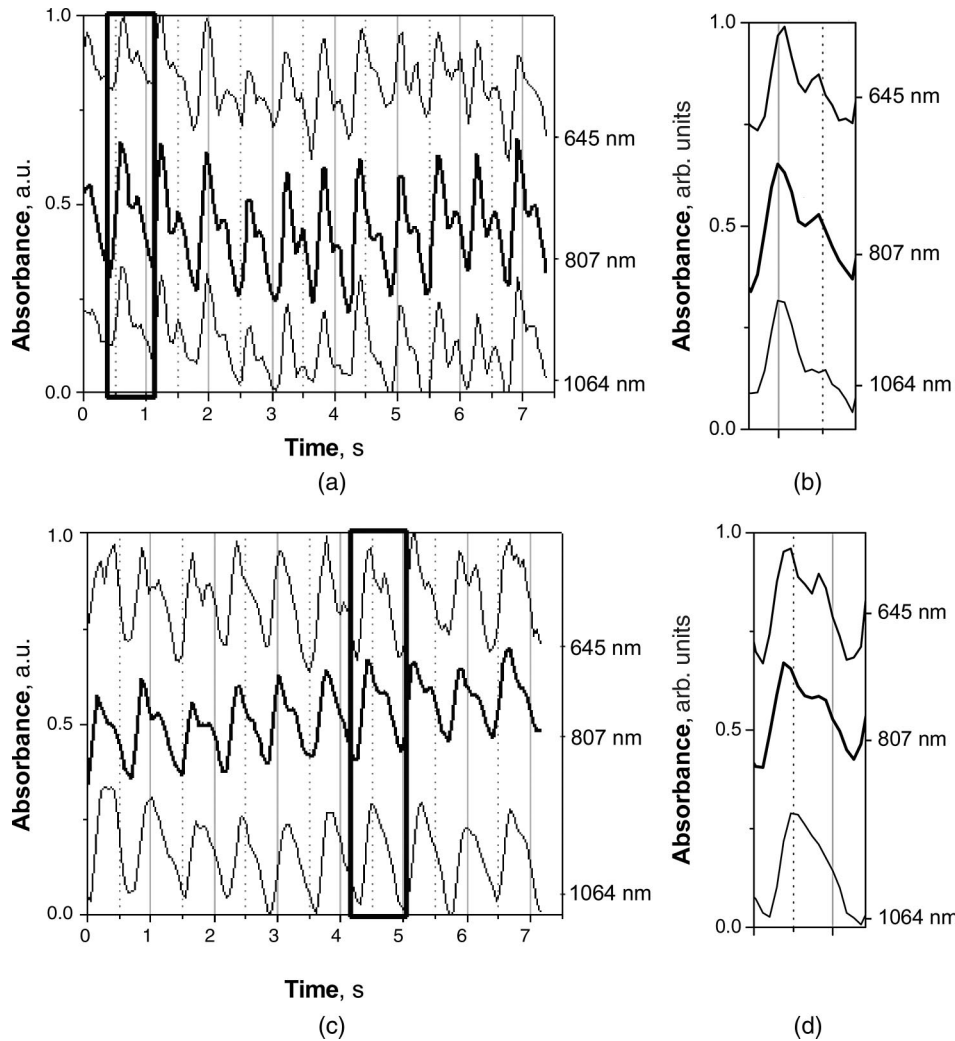 Absorbance, a.u.
1.0
0.5
0.0
645 nm
807 nm
1064 nm
0 1 2 3 4 5 6 7
Time, s
(a)
Absorbance, arb. units
1.0
0.5
0.0
645 nm
807 nm
1064 nm
(b)
Absorbance, a.u.
1.0
0.5
0.0
645 nm
807 nm
1064 nm
0 1 2 3 4 5 6 7
Time, s
(c)
Absorbance, arb. units
1.0
0.5
0.0
645 nm
807 nm
1064 nm
(d)